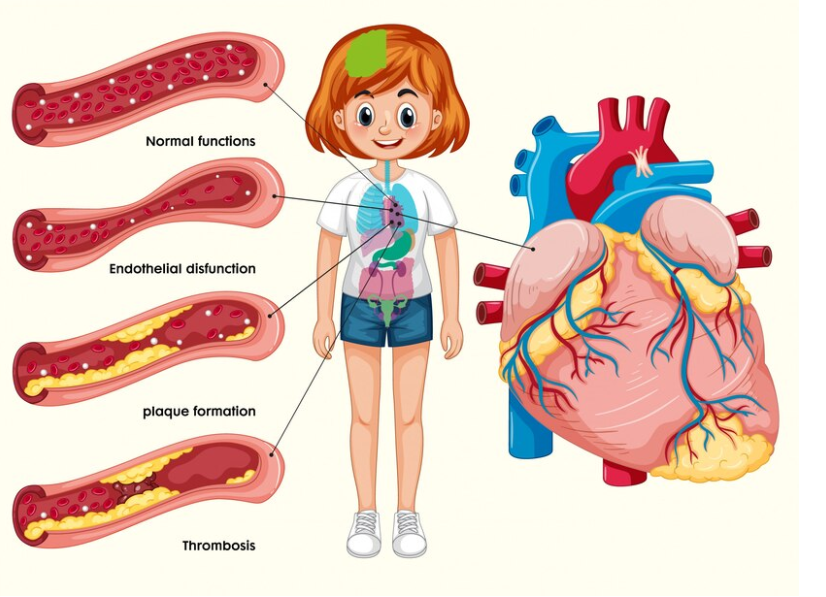 Normal functions
Endothelial disfunction
plaque formation
Thrombosis